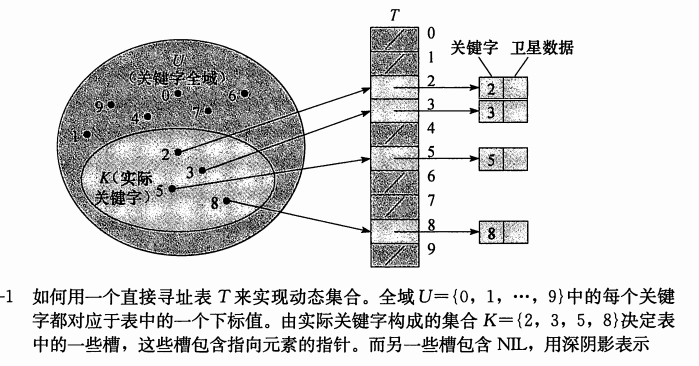 T
U
(关键字全域)
0
6
9
4
7
1
2
K(实际
关键字)
3
5
8
0
1
2
3
4
5
6
7
8
9
关键字 卫星数据
2
3
5
8
-1 如何用一个直接寻址表 T 来实现动态集合。全域 U={0, 1, …, 9}中的每个关键
字都对应于表中的一个下标值。由实际关键字构成的集合 K={2, 3, 5, 8}决定表
中的一些槽，这些槽包含指向元素的指针。而另一些槽包含 NIL，用深阴影表示